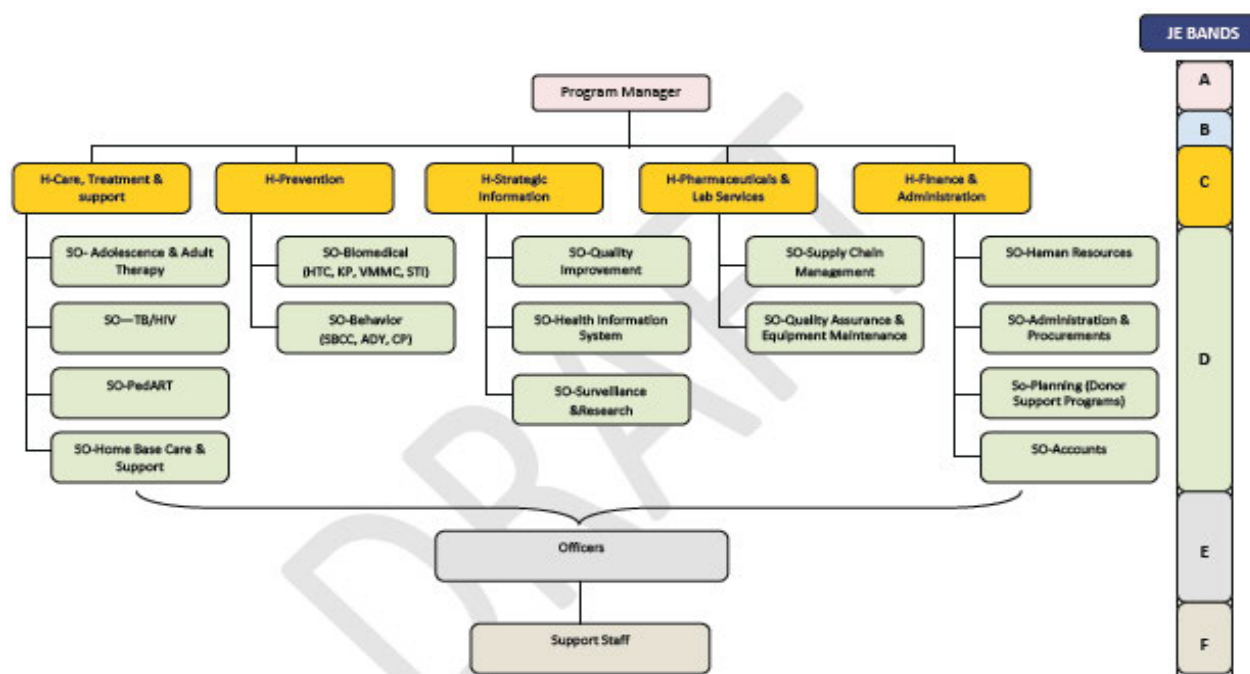 JE BANDS
A
Program Manager
B
H-Care, Treatment &
support
H-Prevention
H-Strategic
Information
H-Pharmaceuticals &
Lab Services
H-Finance &
Administration
C
SO- Adolescence & Adult
Therapy
SO—TB/HIV
SO-PedART
SO-Home Base Care &
Support
SO-Biomedical
(HTC, KP, VMMC, STI)
SO-Behavior
(SBCC, ADY, CP)
SO-Quality
Improvement
SO-Health Information
System
SO-Surveillance
&Research
SO-Supply Chain
Management
SO-Quality Assurance &
Equipment Maintenance
SO-Haman Resources
SO-Administration &
Procurements
So-Planning (Donor
Support Programs)
SO-Accounts
D
Officers
E
Support Staff
F
DRAFT